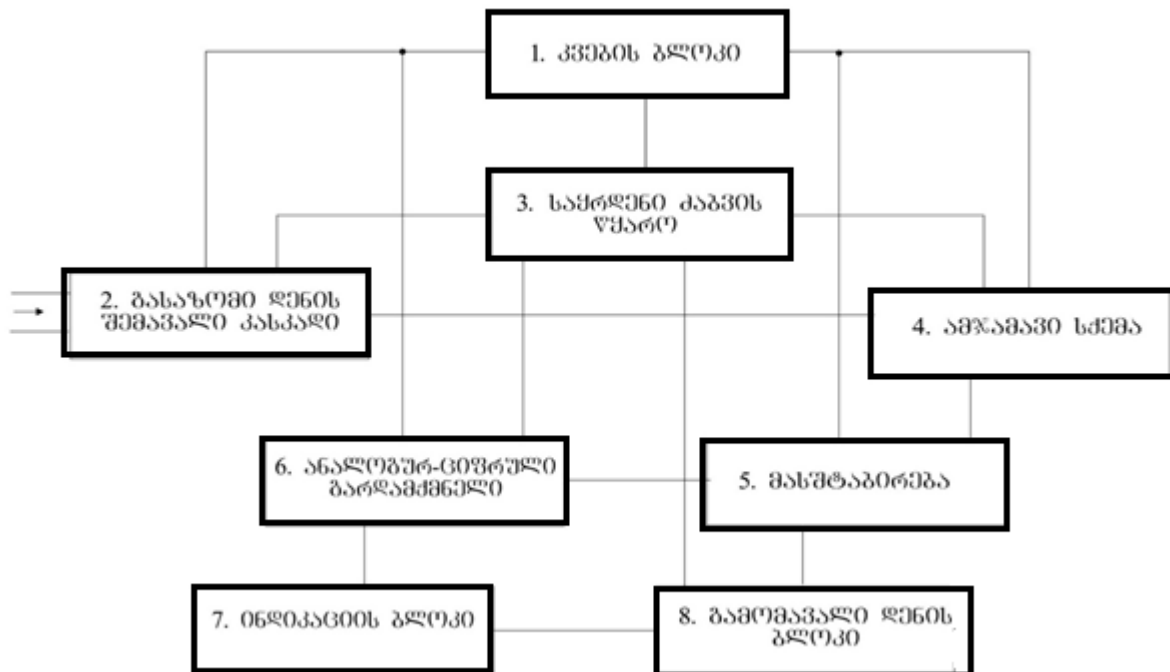 1. კვების ბლოკი
3. საყრდენი ძაბვის
წყარო
2. გასაზომი დენის
შემავალი კასკადი
4. ამჯამავი სქემა
6. ანალოგურ-ციფრული
გარდამქმნელი
5. მასშტაბირება
7. ინდიკაციის ბლოკი
8. გამომავალი დენის
ბლოკი